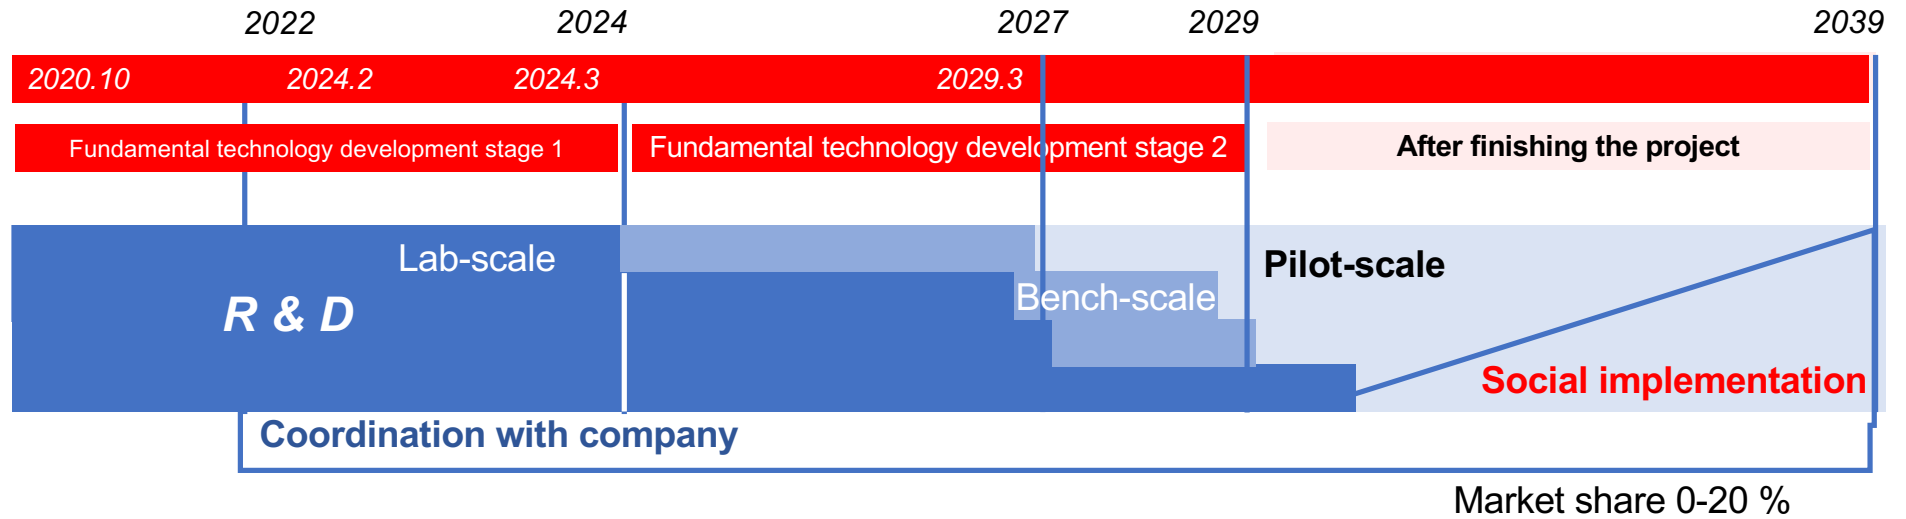 2022 2024 2027 2029 2039
2020.10 2024.2 2024.3 2029.3
Fundamental technology development stage 1 Fundamental technology development stage 2 After finishing the project
Lab-scale Pilot-scale
Bench-scale
R & D
Social implementation
Coordination with company
Market share 0-20 %